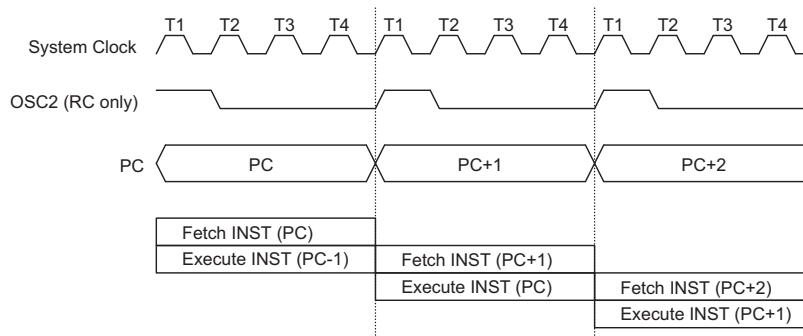 T1 T2 T3 T4 T1 T2 T3 T4 T1 T2 T3 T4
System Clock
OSC2 (RC only)
PC PC PC+1 PC+2
Fetch INST (PC)
Execute INST (PC-1) Fetch INST (PC+1)
Execute INST (PC) Fetch INST (PC+2)
Execute INST (PC+1)